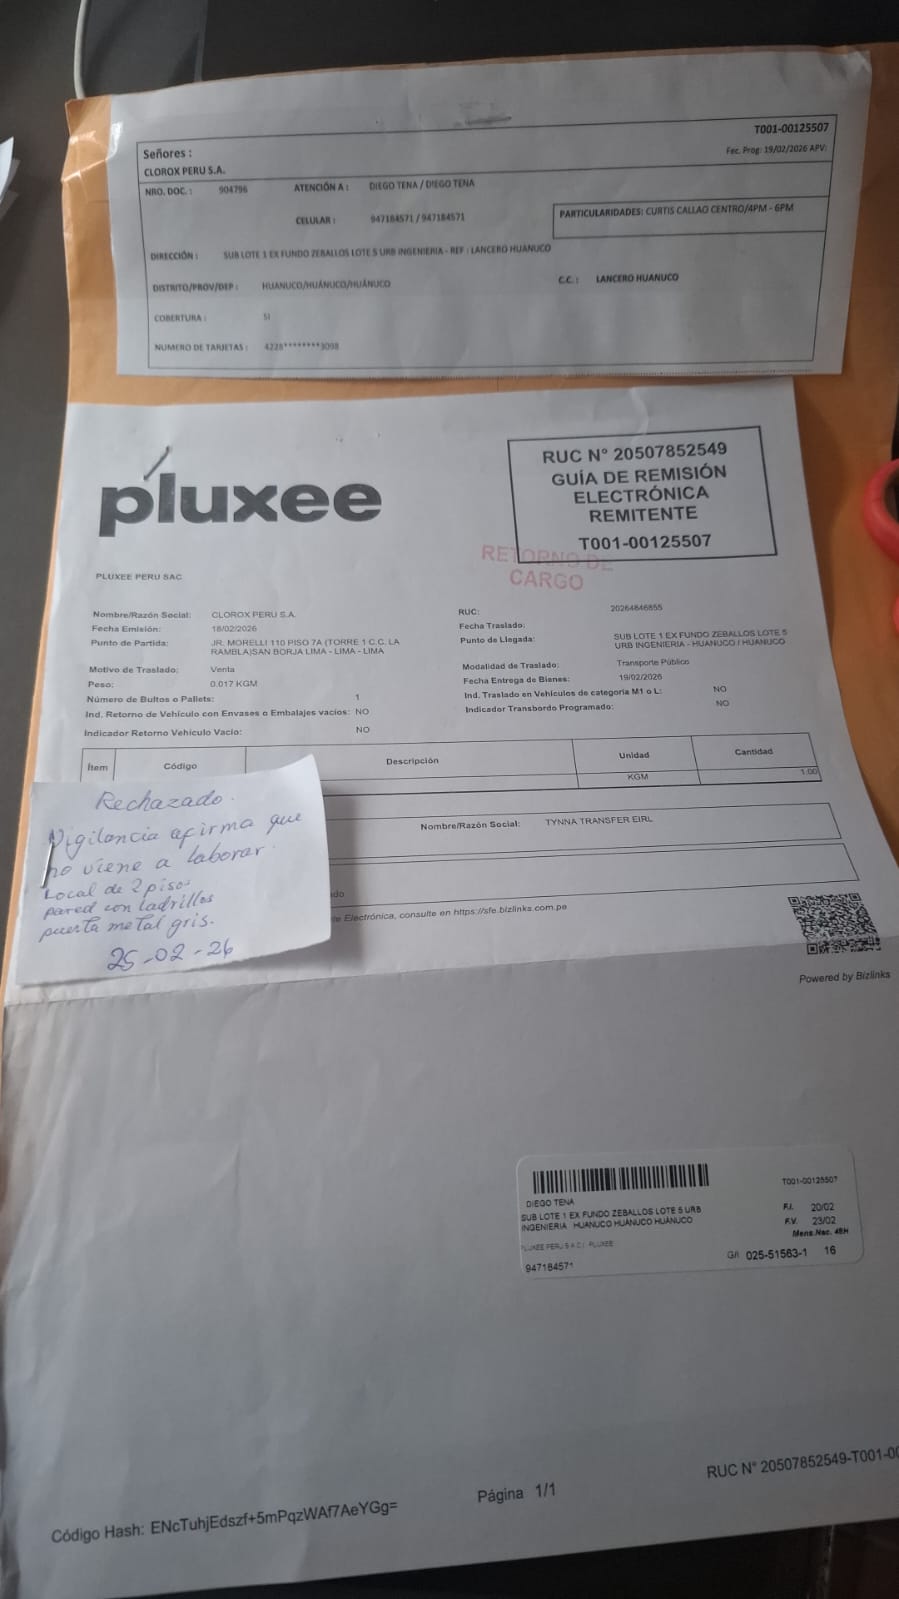 T001-00125507
Señores :
Fec. Prog: 19/02/2026 APV:
CLOROX PERU S.A.
NRO. DOC. : 904796 ATENCIÓN A : DIEGO TENA / DIEGO TENA
CELULAR : 947184571 / 947184571
PARTICULARIDADES: CURTIS CALLAO CENTRO/4PM - 6PM
DIRECCIÓN : SUB LOTE 1 EX FUNDO ZEBALLOS LOTE 5 URB INGENIERIA - REF : LANCERO HUANUCO
DISTRITO/PROV/DEP : HUANUCO/HUÁNUCO/HUÁNUCO C.C. : LANCERO HUANUCO
COBERTURA : SI
NUMERO DE TARJETAS : 4228********3098
pluxee
RUC N° 20507852549
GUÍA DE REMISIÓN
ELECTRÓNICA
REMITENTE
T001-00125507
RETORNO DE
CARGO
PLUXEE PERU SAC
Nombre/Razón Social: CLOROX PERU S.A. RUC: 20264846855
Fecha Emisión: 18/02/2026 Fecha Traslado:
Punto de Partida: JR. MORELLI 110 PISO 7A (TORRE 1 C.C. LA
RAMBLA)SAN BORJA LIMA - LIMA - LIMA
Punto de Llegada: SUB LOTE 1 EX FUNDO ZEBALLOS LOTE 5
URB INGENIERIA - HUANUCO / HUANUCO
Motivo de Traslado: Venta Modalidad de Traslado: Transporte Público
Peso: 0.017 KGM Fecha Entrega de Bienes: 19/02/2026
Número de Bultos o Pallets: 1 Ind. Traslado en Vehículos de categoria M1 o L: NO
Ind. Retorno de Vehículo con Envases o Embalajes vacíos: NO Indicador Transbordo Programado: NO
Indicador Retorno Vehículo Vacío: NO
Ítem Código Descripción Unidad Cantidad
KGM 1.00
Nombre/Razón Social: TYNNA TRANSFER EIRL
Rechazado.
Vigilancia afirma que
no viene a laborar.
Local de 2 pisos
pared con ladrillos
puerta metal gris.
25-02-26
Electrónica, consulte en https://sfe.bizlinks.com.pe
Powered by Bizlinks
T001-00125507
DIEGO TENA
SUB LOTE 1 EX FUNDO ZEBALLOS LOTE 5 URB
INGENIERIA HUANUCO HUANUCO HUÁNUCO
F.I. 20/02
F.V. 23/02
Mens.Nac. 48H
PLUXEE PERU S A C / PLUXEE
G/I 025-51563-1 16
947184571
Código Hash: ENcTuhjEdszf+5mPqzWAf7AeYGg=
Página 1/1
RUC N° 20507852549-T001-00